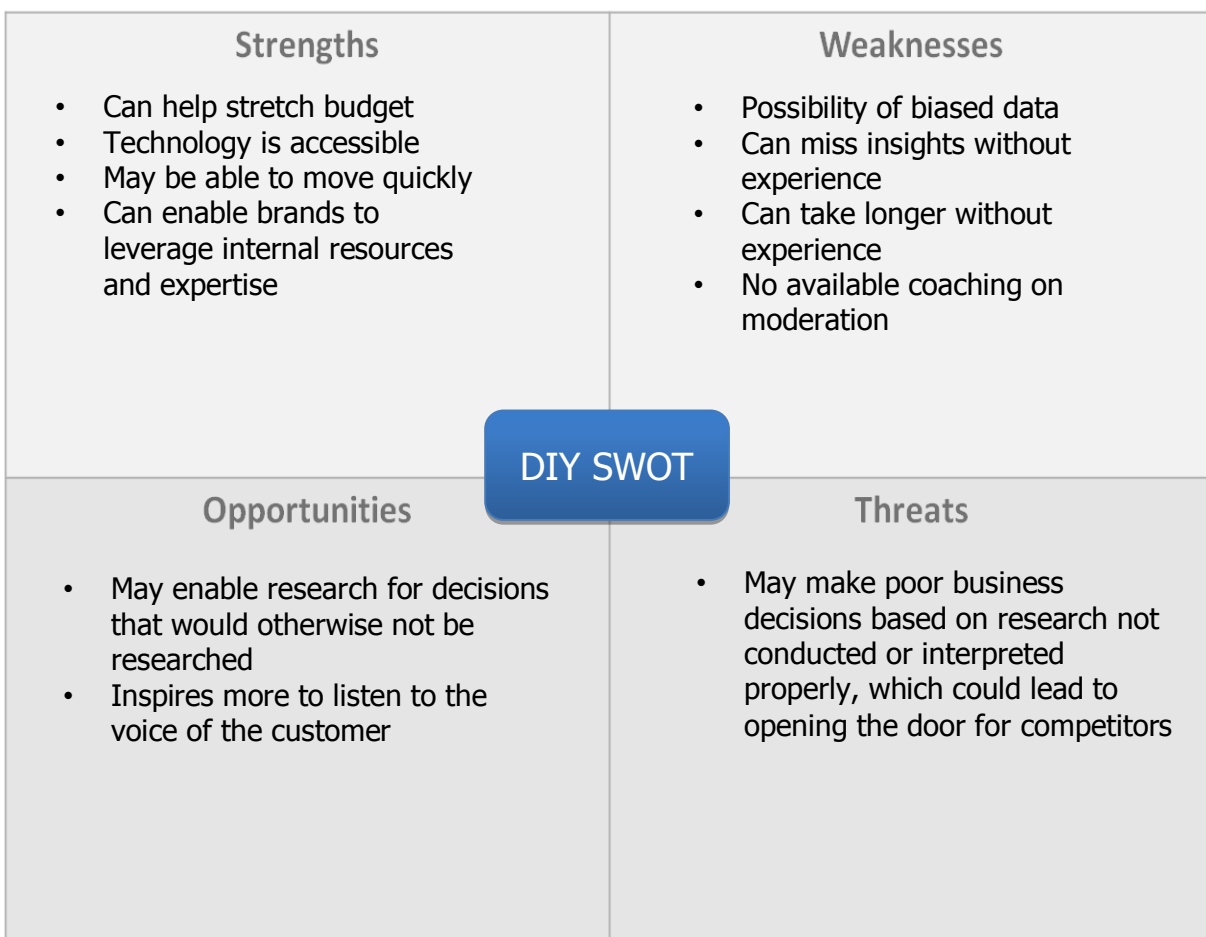 Strengths
• Can help stretch budget
• Technology is accessible
• May be able to move quickly
• Can enable brands to
leverage internal resources
and expertise
Weaknesses
• Possibility of biased data
• Can miss insights without
experience
• Can take longer without
experience
• No available coaching on
moderation
DIY SWOT
Opportunities
• May enable research for decisions
that would otherwise not be
researched
• Inspires more to listen to the
voice of the customer
Threats
• May make poor business
decisions based on research not
conducted or interpreted
properly, which could lead to
opening the door for competitors